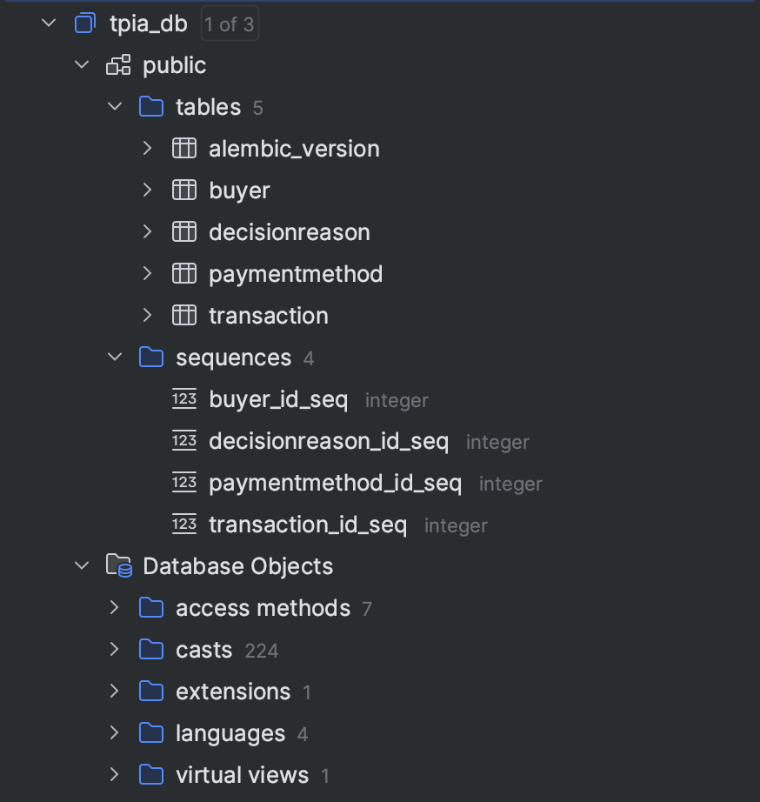 tpia_db 1 of 3
public
tables 5
alembic_version
buyer
decisionreason
paymentmethod
transaction
sequences 4
123 buyer_id_seq integer
123 decisionreason_id_seq integer
123 paymentmethod_id_seq integer
123 transaction_id_seq integer
Database Objects
access methods 7
casts 224
extensions 1
languages 4
virtual views 1